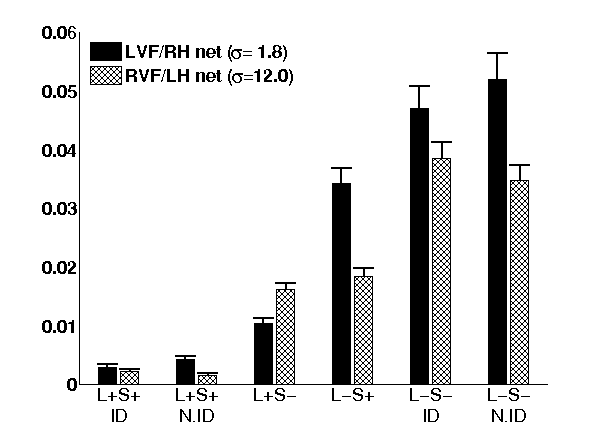 0.06
LVF/RH net (σ= 1.8)
RVF/LH net (σ=12.0)
0.05
0.04
0.03
0.02
0.01
0
L+S+ L+S+ L+S− L−S+ L−S− L−S−
ID N.ID ID N.ID